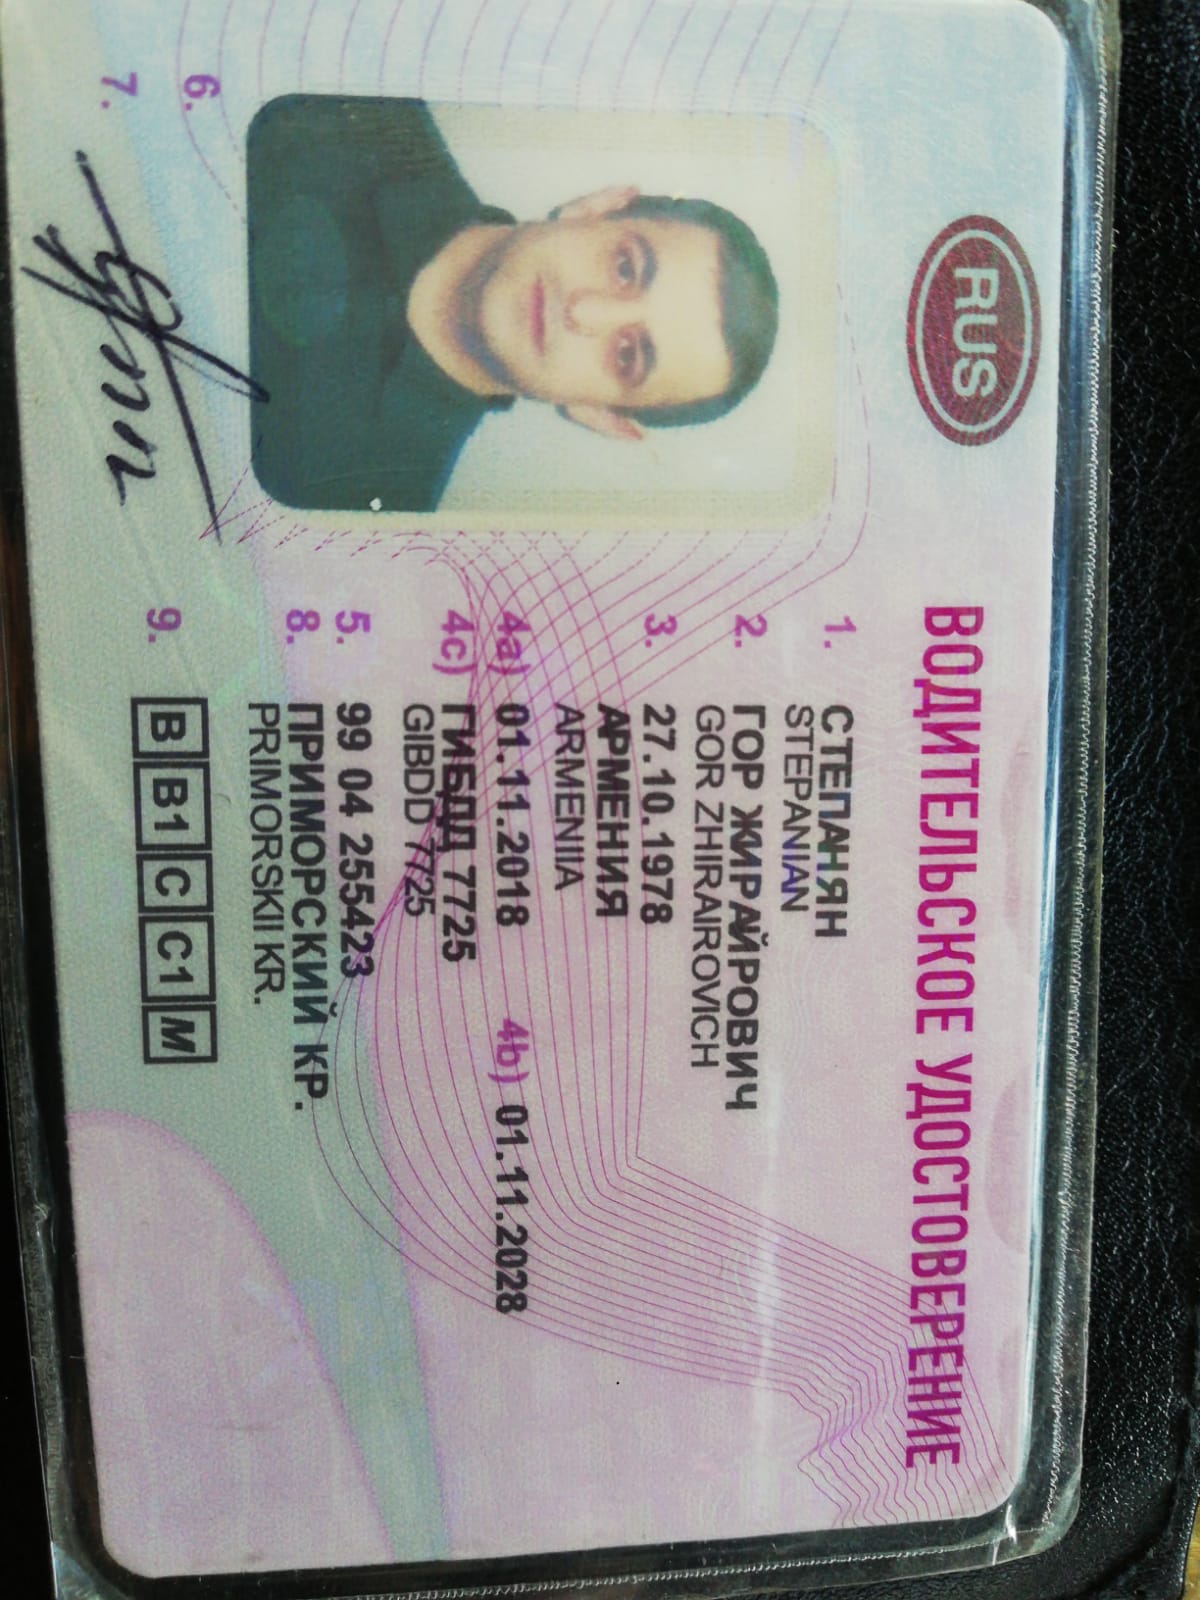 RUS
ВОДИТЕЛЬСКОЕ УДОСТОВЕРЕНИЕ
1. СТЕПАНЯН
STEPANIAN
2. ГОР ЖИРАЙРОВИЧ
GOR ZHIRAIROVICH
3. 27.10.1978
АРМЕНИЯ
ARMENIIA
4a) 01.11.2018 4b) 01.11.2028
4c) ГИБДД 7725
GIBDD 7725
5. 99 04 255423
8. ПРИМОРСКИЙ КР.
PRIMORSKII KR.
9. B B1 C C1 M
6.
7.